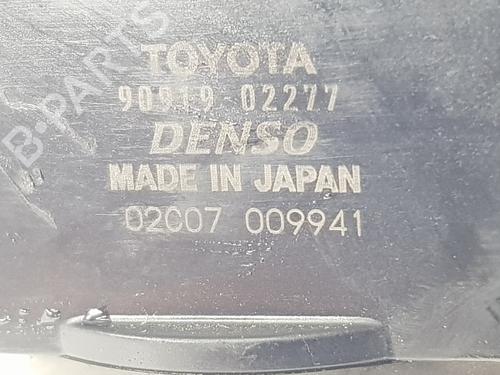 TOYOTA
90919 02277
DENSO
MADE IN JAPAN
02C07 009941
B-PARTS